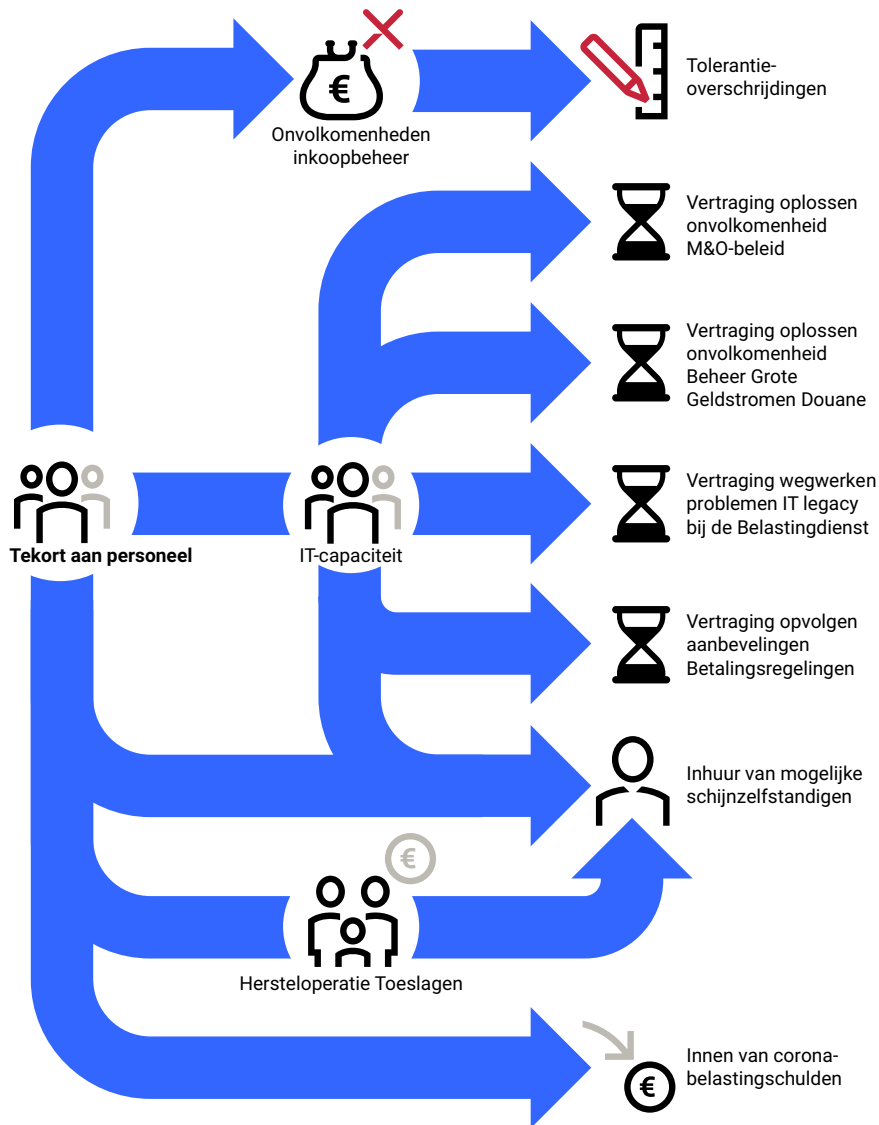 €
Onvolkomenheden
inkoopbeheer
Tolerantie-
overschrijdingen
Vertraging oplossen
onvolkomenheid
M&O-beleid
Vertraging oplossen
onvolkomenheid
Beheer Grote
Geldstromen Douane
Tekort aan personeel
IT-capaciteit
Vertraging wegwerken
problemen IT legacy
bij de Belastingdienst
Vertraging opvolgen
aanbevelingen
Betalingsregelingen
Inhuur van mogelijke
schijnzelfstandigen
€
Hersteloperatie Toeslagen
€
Innen van corona-
belastingschulden